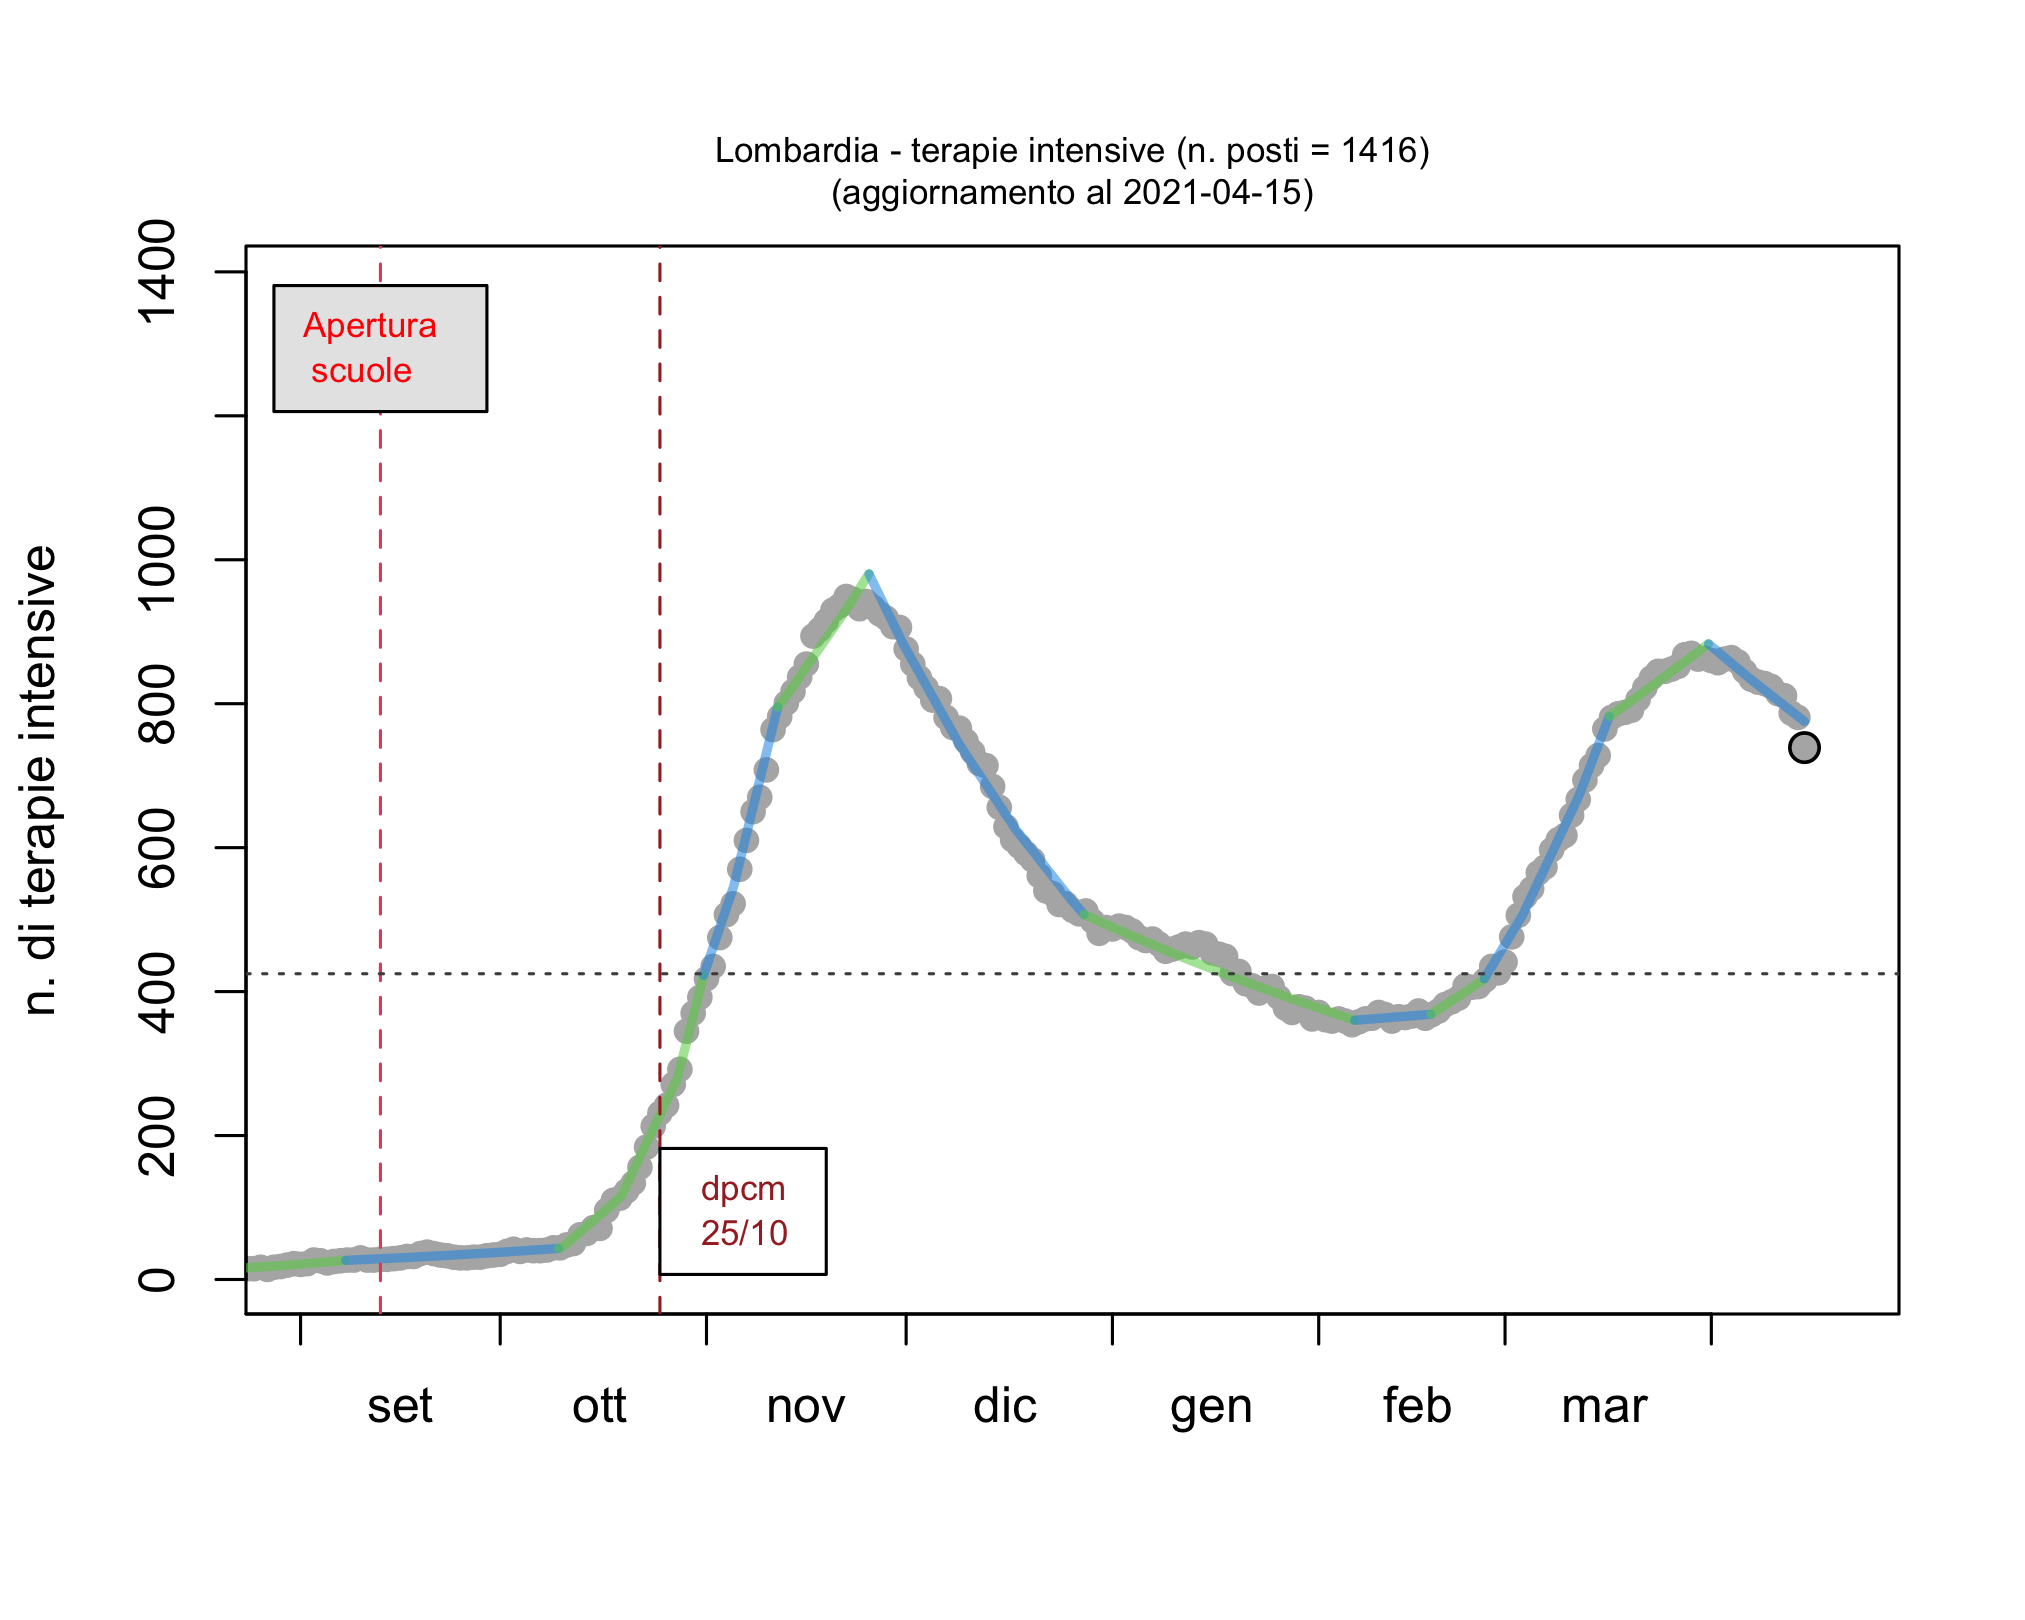 Lombardia - terapie intensive (n. posti = 1416)
(aggiornamento al 2021-04-15)
n. di terapie intensive
1400
1000
800
600
400
200
0
Apertura
scuole
dpcm
25/10
set
ott
nov
dic
gen
feb
mar